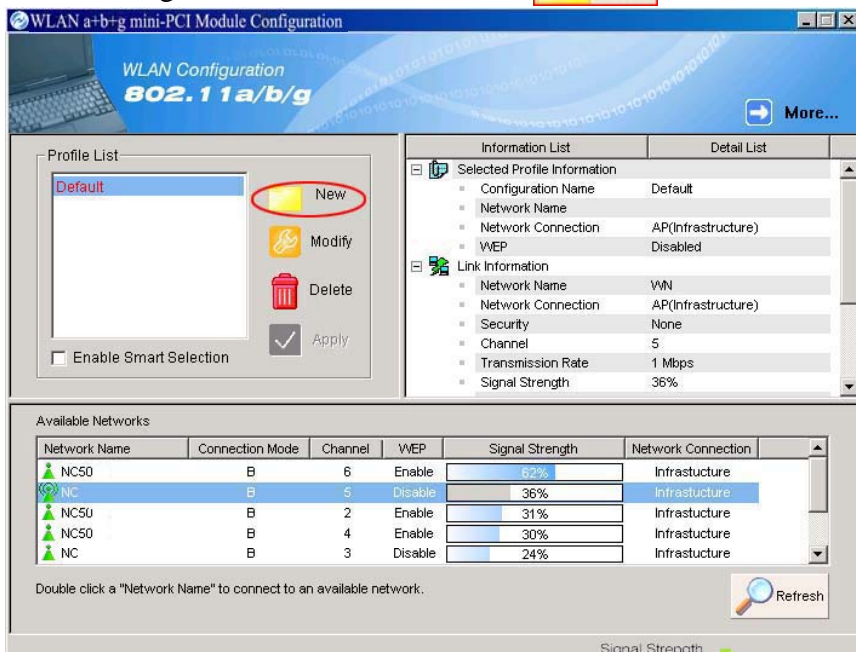 WLAN a+b+g mini-PCI Module Configuration
WLAN Configuration
802.11a/b/g
More...
Profile List
Default
New
Modify
Delete
Apply
Enable Smart Selection
Information List Detail List
Selected Profile Information
Configuration Name Default
Network Name
Network Connection AP(Infrastructure)
WEP Disabled
Link Information
Network Name WN
Network Connection AP(Infrastructure)
Security None
Channel 5
Transmission Rate 1 Mbps
Signal Strength 36%
Available Networks
Network Name Connection Mode Channel WEP Signal Strength Network Connection
NC50 B 6 Enable 62% Infrastucture
NC B 5 Disable 36% Infrastucture
NC50 B 2 Enable 31% Infrastucture
NC50 B 4 Enable 30% Infrastucture
NC B 3 Disable 24% Infrastucture
Double click a "Network Name" to connect to an available network.
Refresh
Signal Strength